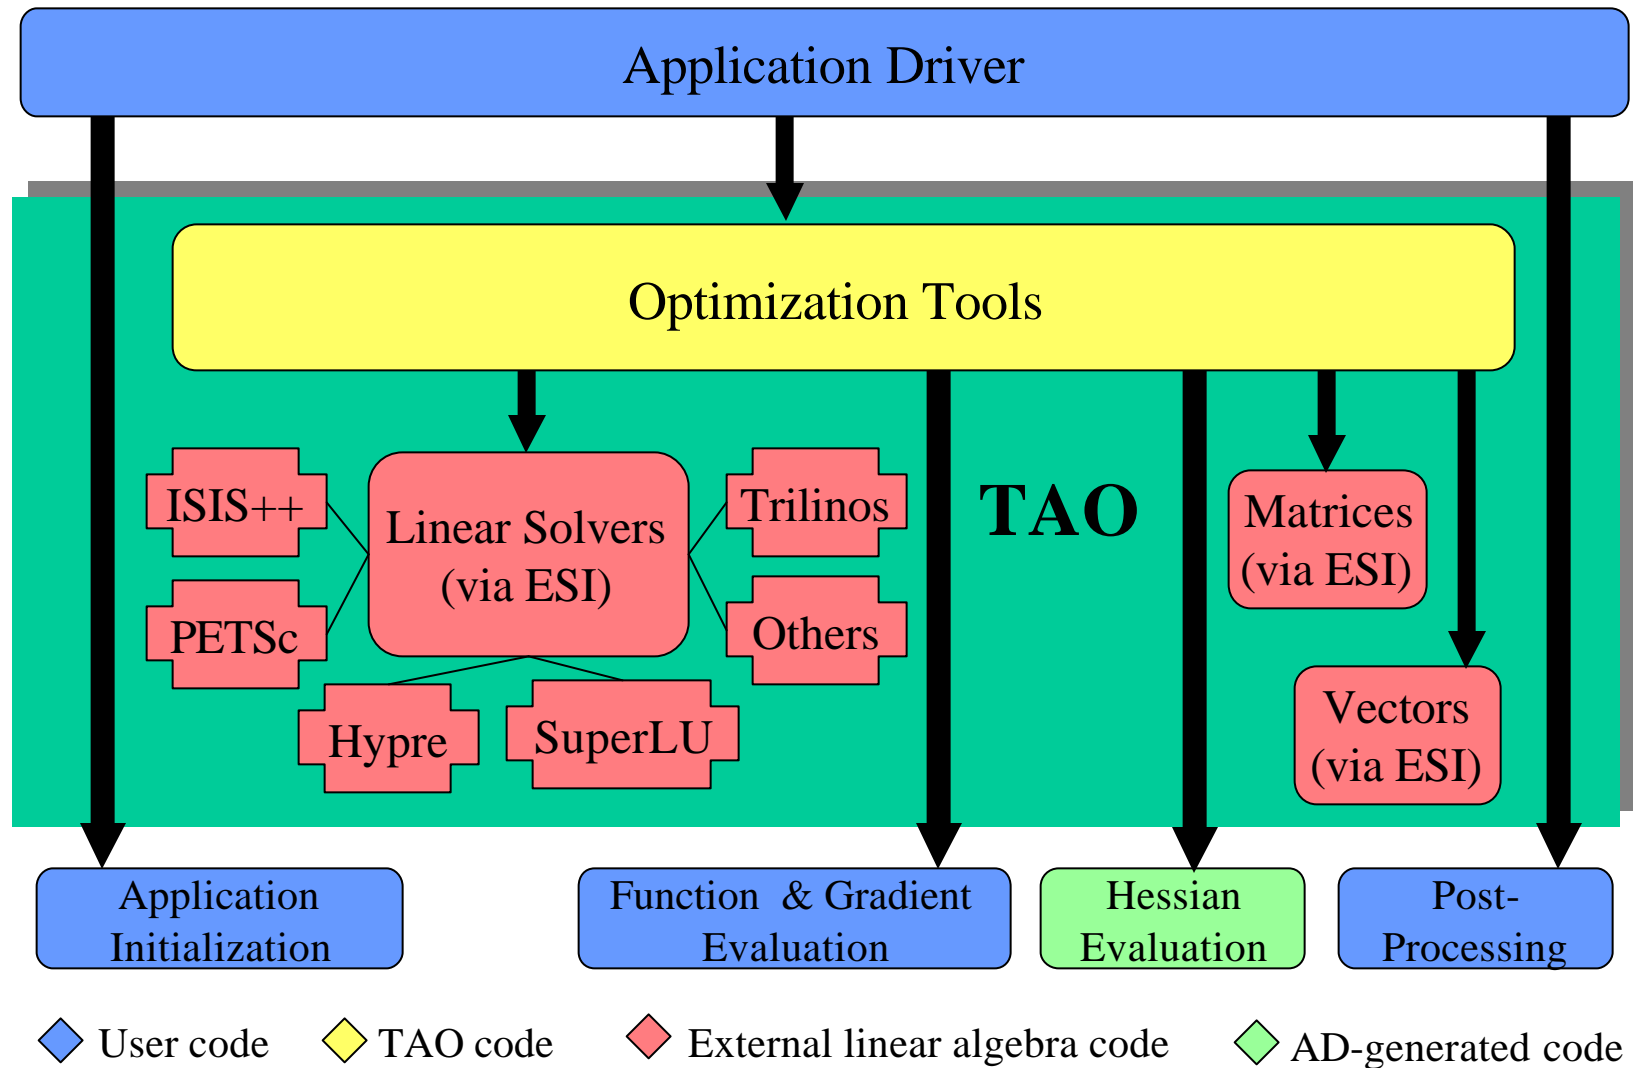 Application Driver
Optimization Tools
ISIS++
Linear Solvers
(via ESI)
Trilinos
TAO
Matrices
(via ESI)
PETSc
Others
Hypre
SuperLU
Vectors
(via ESI)
Application
Initialization
Function & Gradient
Evaluation
Hessian
Evaluation
Post-
Processing
User code
TAO code
External linear algebra code
AD-generated code